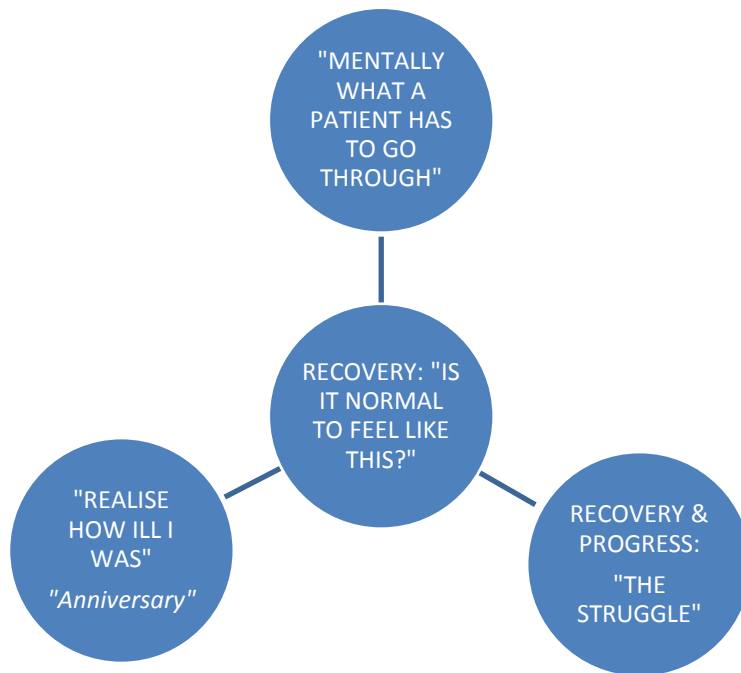 "MENTALLY
WHAT A
PATIENT HAS
TO GO
THROUGH"
RECOVERY: "IS
IT NORMAL
TO FEEL LIKE
THIS?"
"REALISE
HOW ILL I
WAS"
"Anniversary"
RECOVERY &
PROGRESS:
"THE
STRUGGLE"